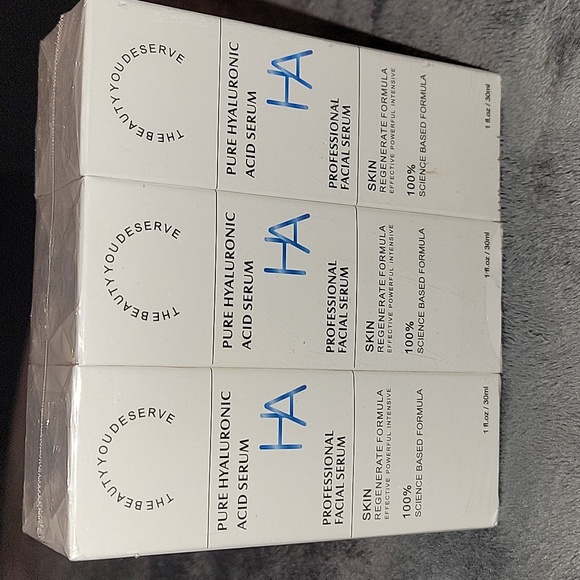 THEBEAUTYYOUDESERVE
PURE HYALURONIC
ACID SERUM
HA
PROFESSIONAL
FACIAL SERUM
SKIN
REGENERATE FORMULA
EFFECTIVE POWERFUL INTENSIVE
100%
SCIENCE BASED FORMULA
1 fl.oz / 30ml
THEBEAUTYYOUDESERVE
PURE HYALURONIC
ACID SERUM
HA
PROFESSIONAL
FACIAL SERUM
SKIN
REGENERATE FORMULA
EFFECTIVE POWERFUL INTENSIVE
100%
SCIENCE BASED FORMULA
1 fl.oz / 30ml
THEBEAUTYYOUDESERVE
PURE HYALURONIC
ACID SERUM
HA
PROFESSIONAL
FACIAL SERUM
SKIN
REGENERATE FORMULA
EFFECTIVE POWERFUL INTENSIVE
100%
SCIENCE BASED FORMULA
1 fl.oz / 30ml